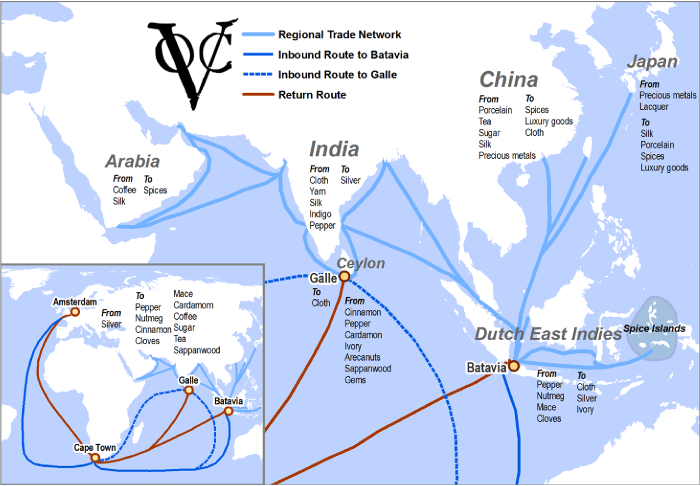 VOC
Regional Trade Network
Inbound Route to Batavia
Inbound Route to Galle
Return Route
Japan
From
Precious metals
Lacquer
To
Silk
Porcelain
Spices
Luxury goods
China
From To
Porcelain Spices
Tea Luxury goods
Sugar Cloth
Silk
Precious metals
India
From To
Cloth Silver
Yarn
Silk
Indigo
Pepper
Arabia
From To
Coffee Spices
Silk
Ceylon
Galle
To
Cloth
From
Cinnamon
Pepper
Cardamon
Ivory
Arecanuts
Sappanwood
Gems
Dutch East Indies
Spice Islands
Batavia
From To
Pepper Cloth
Nutmeg Silver
Mace Ivory
Cloves
Amsterdam
From
Silver
To
Pepper
Nutmeg
Cinnamon
Cloves
Mace
Cardamom
Coffee
Sugar
Tea
Sappanwood
Galle
Batavia
Cape Town